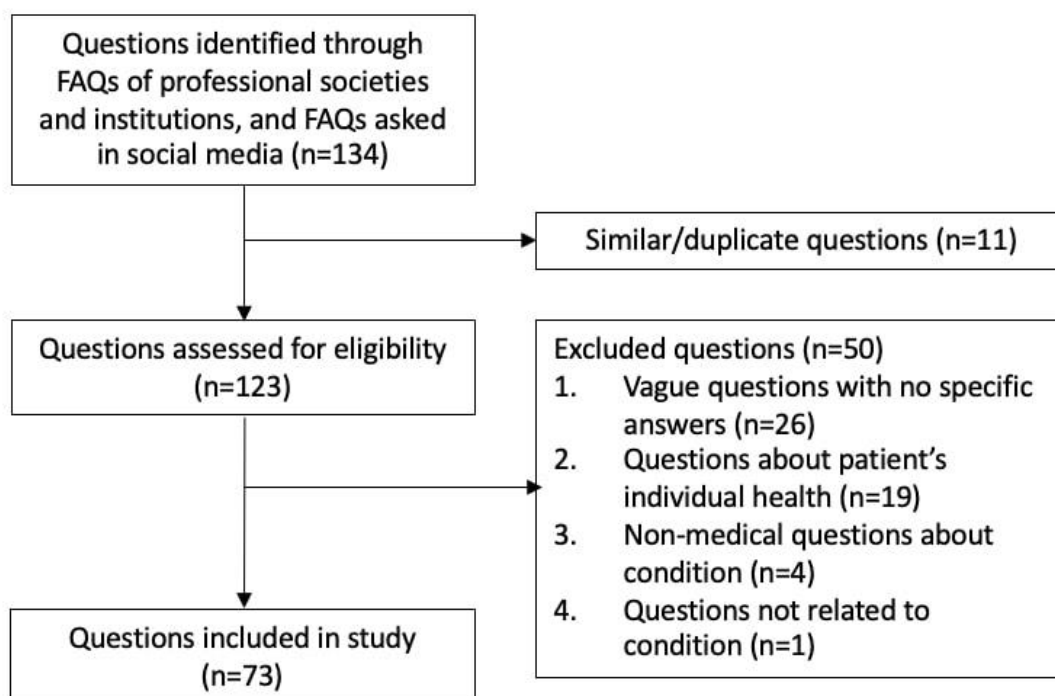 Questions identified through
FAQs of professional societies
and institutions, and FAQs asked
in social media (n=134)
Similar/duplicate questions (n=11)
Questions assessed for eligibility
(n=123)
Excluded questions (n=50)
1. Vague questions with no specific
answers (n=26)
2. Questions about patient’s
individual health (n=19)
3. Non-medical questions about
condition (n=4)
4. Questions not related to
condition (n=1)
Questions included in study
(n=73)